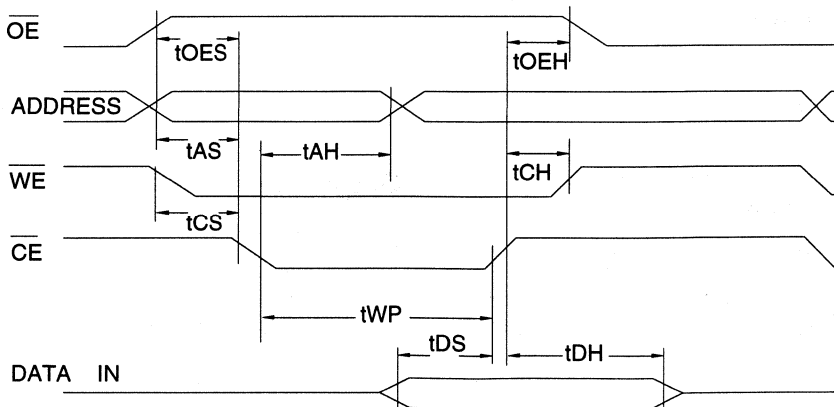 OE
tOES
tOEH
ADDRESS
tAS
tAH
tCH
WE
tCS
CE
tWP
tDS
tDH
DATA IN